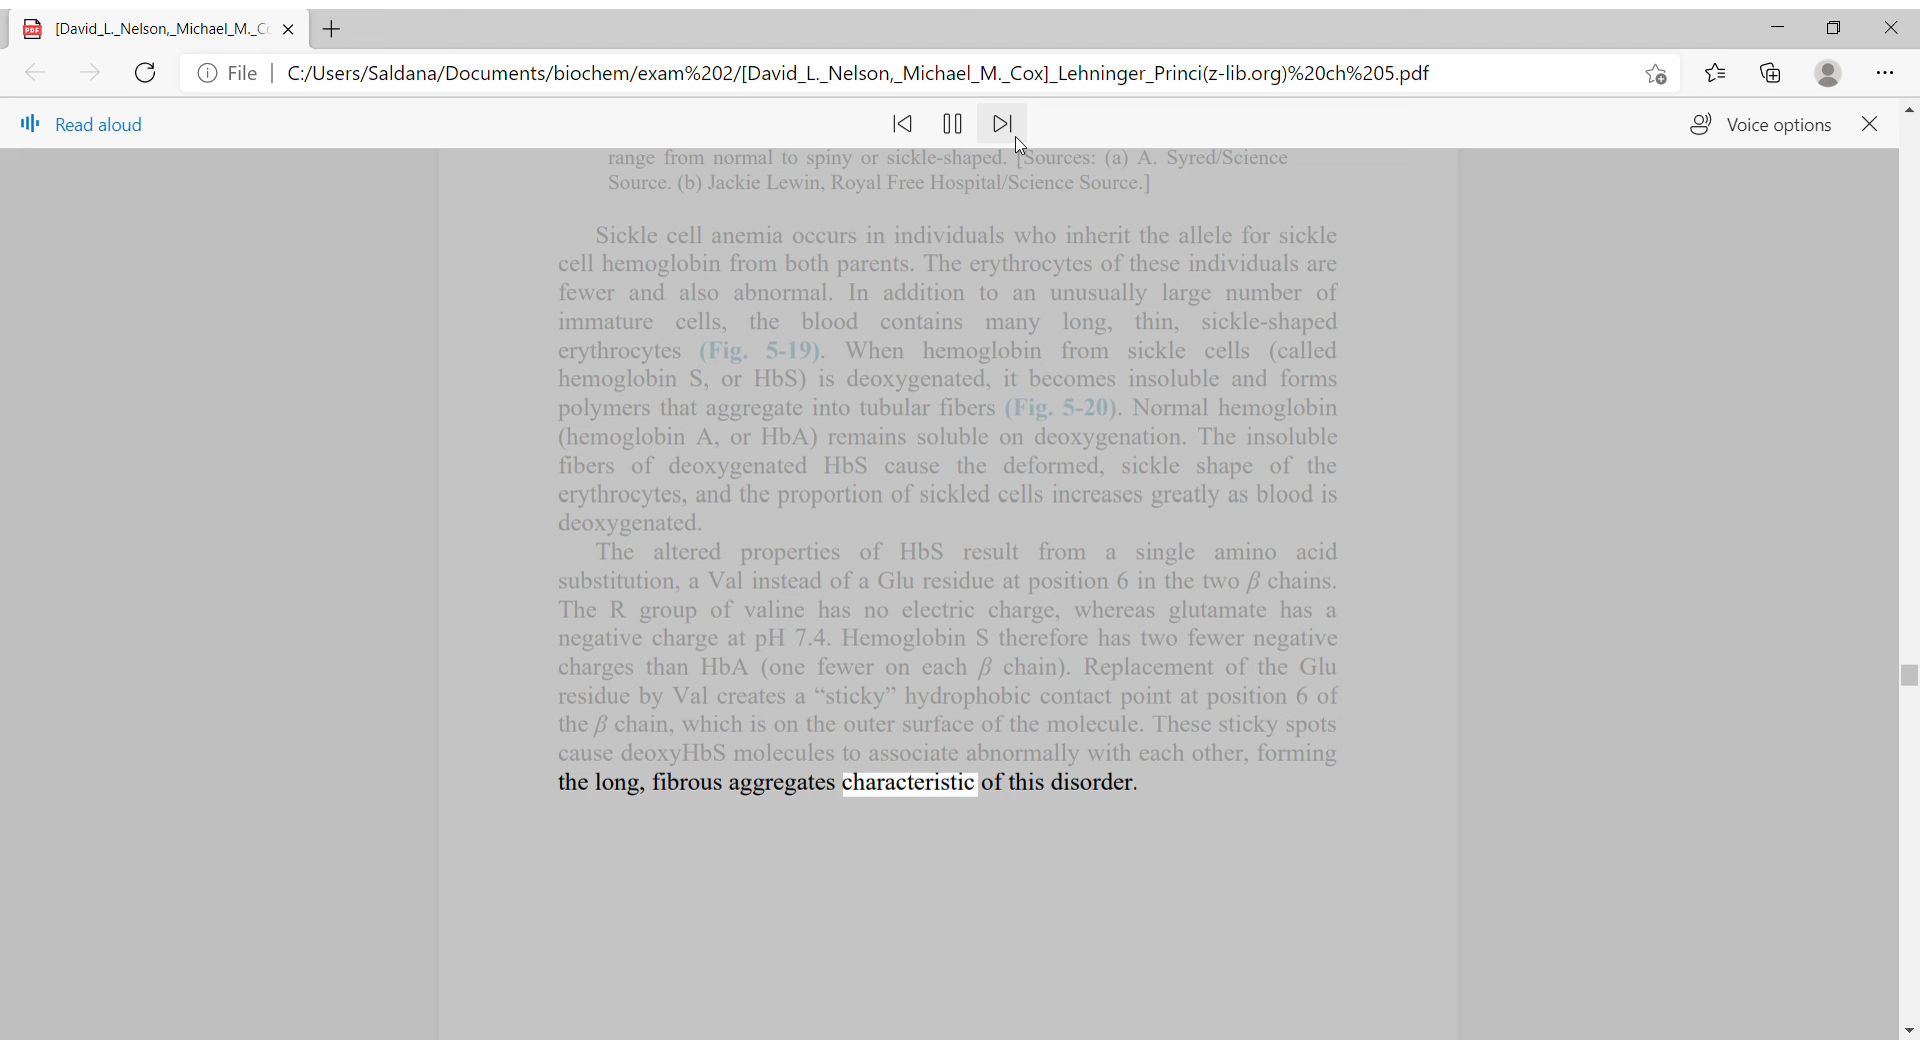 [David_L._Nelson,_Michael_M._Co
File | C:/Users/Saldana/Documents/biochem/exam%202/[David_L._Nelson,_Michael_M._Cox]_Lehninger_Princi(z-lib.org)%20ch%205.pdf
Read aloud
Voice options
range from normal to spiny or sickle-shaped. [Sources: (a) A. Syred/Science
Source. (b) Jackie Lewin, Royal Free Hospital/Science Source.]
Sickle cell anemia occurs in individuals who inherit the allele for sickle
cell hemoglobin from both parents. The erythrocytes of these individuals are
fewer and also abnormal. In addition to an unusually large number of
immature cells, the blood contains many long, thin, sickle-shaped
erythrocytes (Fig. 5-19). When hemoglobin from sickle cells (called
hemoglobin S, or HbS) is deoxygenated, it becomes insoluble and forms
polymers that aggregate into tubular fibers (Fig. 5-20). Normal hemoglobin
(hemoglobin A, or HbA) remains soluble on deoxygenation. The insoluble
fibers of deoxygenated HbS cause the deformed, sickle shape of the
erythrocytes, and the proportion of sickled cells increases greatly as blood is
deoxygenated.
The altered properties of HbS result from a single amino acid
substitution, a Val instead of a Glu residue at position 6 in the two β chains.
The R group of valine has no electric charge, whereas glutamate has a
negative charge at pH 7.4. Hemoglobin S therefore has two fewer negative
charges than HbA (one fewer on each β chain). Replacement of the Glu
residue by Val creates a “sticky” hydrophobic contact point at position 6 of
the β chain, which is on the outer surface of the molecule. These sticky spots
cause deoxyHbS molecules to associate abnormally with each other, forming
the long, fibrous aggregates characteristic of this disorder.